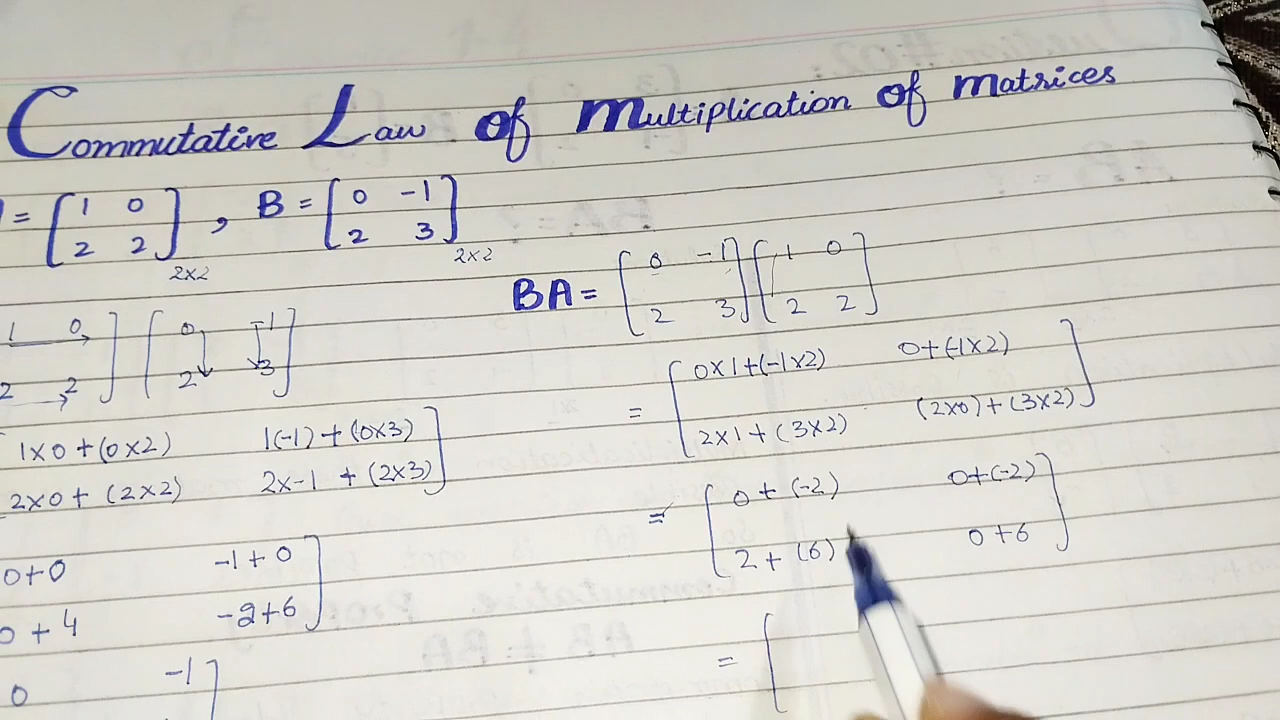 Commutative Law of Multiplication of Matrices
= [1 0 2 2] 2x2 , B = [0 -1 2 3] 2x2
1 0 ] [ 0 -1 ]
2 2 2 3
1x0 + (0x2) 1(-1) + (0x3) ]
2x0 + (2x2) 2x-1 + (2x3)
0+0 -1+0 ]
0+4 -2+6
0 -1 ]
BA = [ 0 -1 ] [ 1 0 ]
2 3 2 2
= [ 0x1+(-1x2) 0+(-1x2) ]
2x1+(3x2) (2x0)+(3x2)
= [ 0+(-2) 0+(-2) ]
2+(6) 0+6
= [